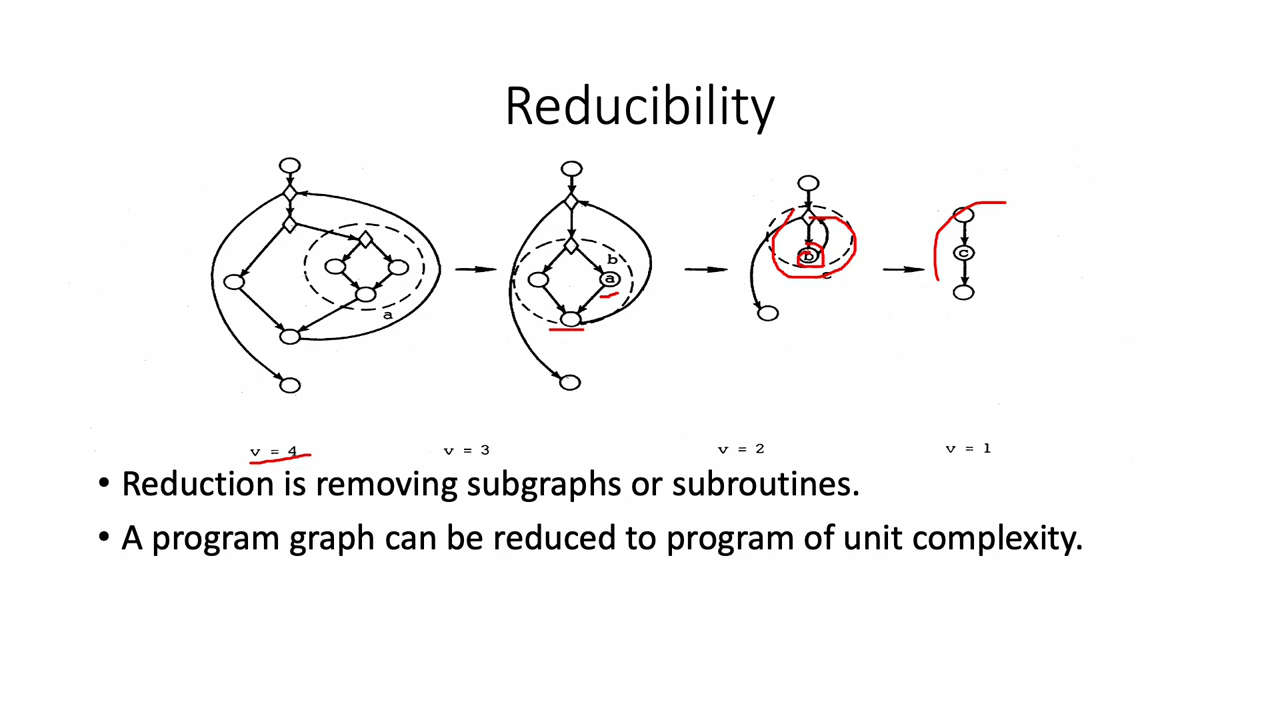 Reducibility
b
a
b
c
c
a
v = 4 v = 3 v = 2 v = 1
• Reduction is removing subgraphs or subroutines.
• A program graph can be reduced to program of unit complexity.